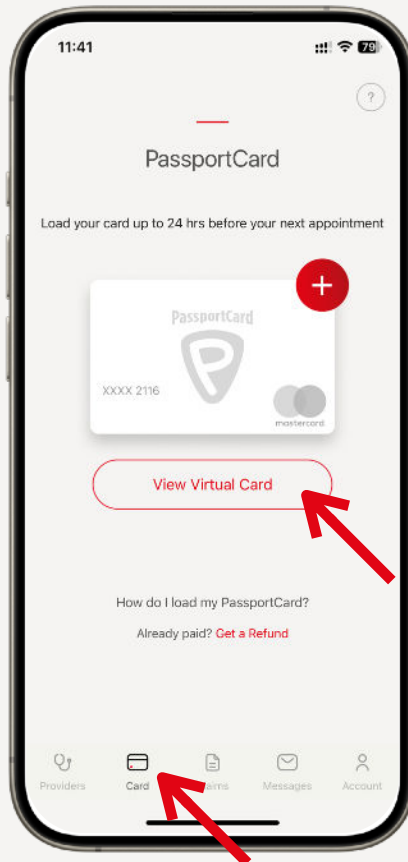 11:41
79
?
PassportCard
Load your card up to 24 hrs before your next appointment
+
PassportCard
P
XXXX 2116
mastercard
View Virtual Card
How do I load my PassportCard?
Already paid? Get a Refund
Providers
Card
Messages
Account